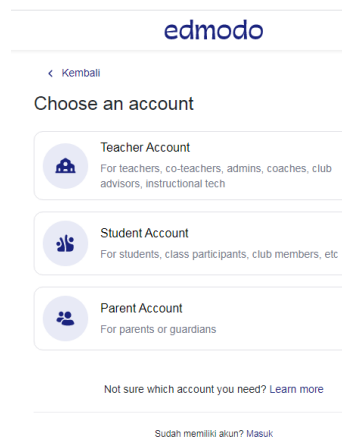 edmodo
Kembali
Choose an account
Teacher Account
For teachers, co-teachers, admins, coaches, club
advisors, instructional tech
Student Account
For students, class participants, club members, etc
Parent Account
For parents or guardians
Not sure which account you need? Learn more
Sudah memiliki akun? Masuk